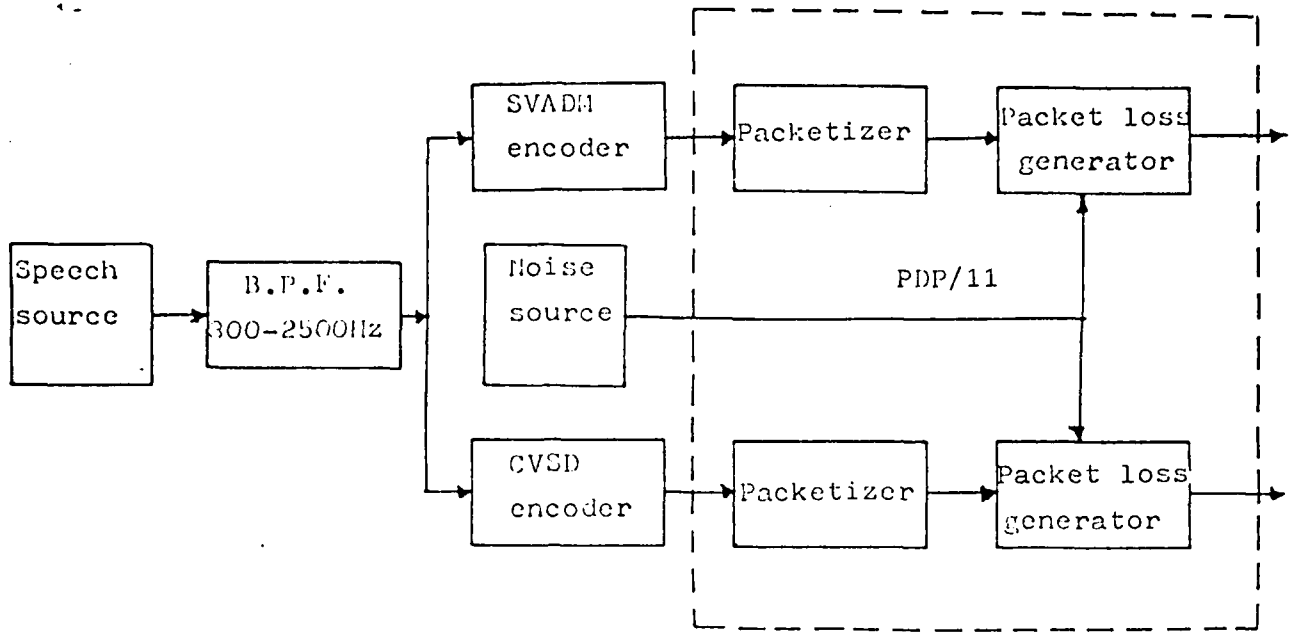 SVADM
encoder
Packetizer
Packet loss
generator
Speech
source
B.P.F.
300-2500Hz
Noise
source
PDP/11
CVSD
encoder
Packetizer
Packet loss
generator